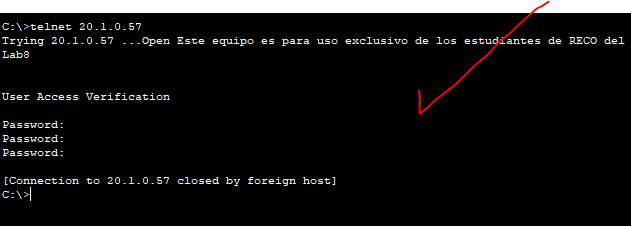 C:\>telnet 20.1.0.57
Trying 20.1.0.57 ...Open Este equipo es para uso exclusivo de los estudiantes de RECO del
Lab8
User Access Verification
Password:
Password:
Password:
[Connection to 20.1.0.57 closed by foreign host]
C:\>